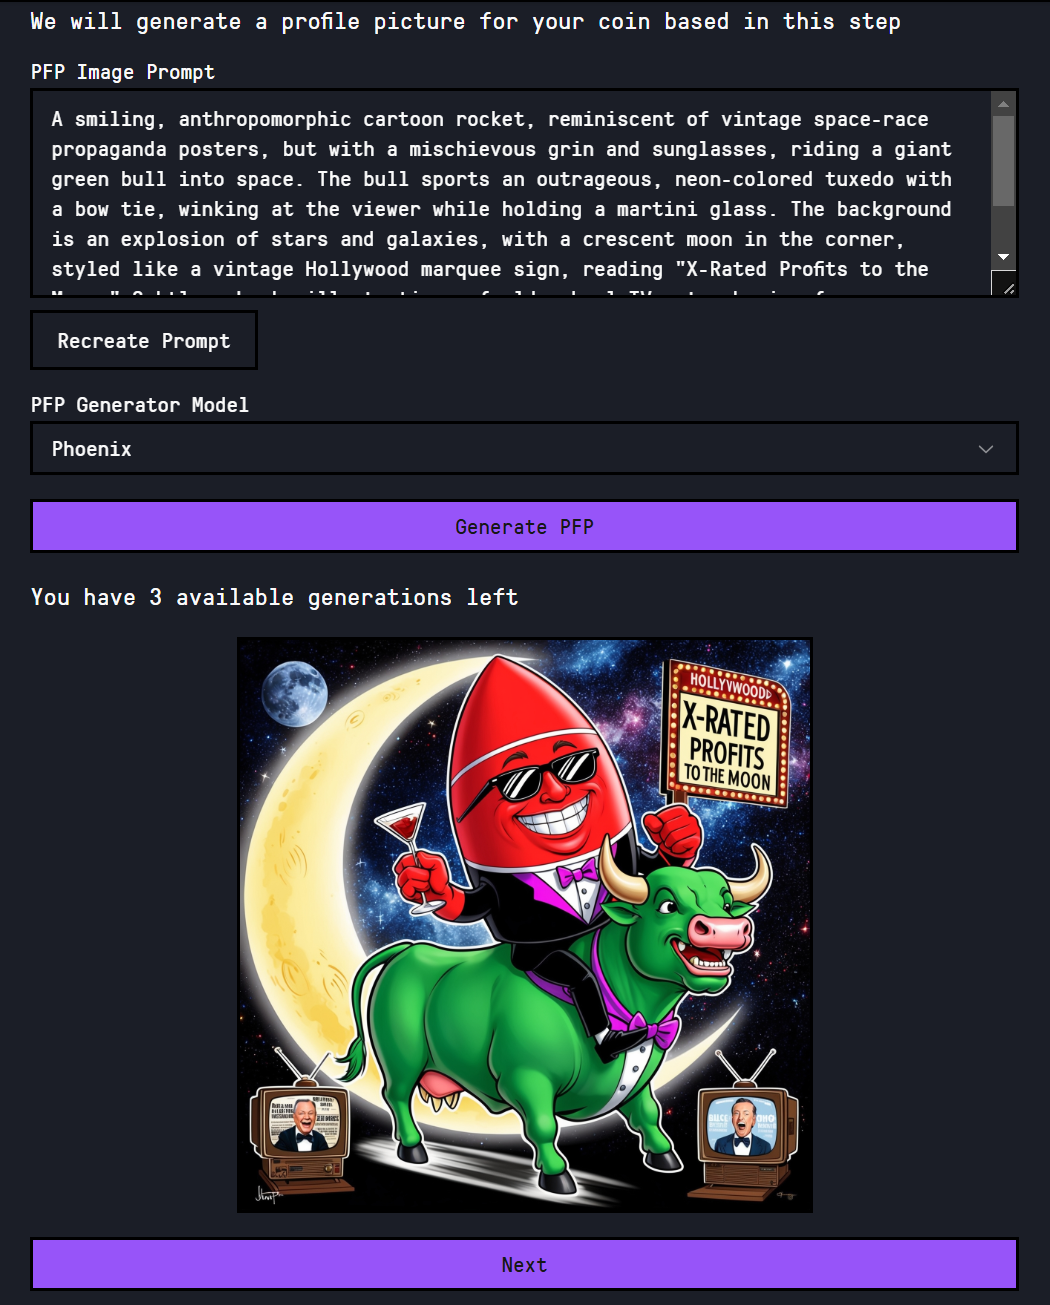 We will generate a profile picture for your coin based in this step
PFP Image Prompt
A smiling, anthropomorphic cartoon rocket, reminiscent of vintage space-race
propaganda posters, but with a mischievous grin and sunglasses, riding a giant
green bull into space. The bull sports an outrageous, neon-colored tuxedo with
a bow tie, winking at the viewer while holding a martini glass. The background
is an explosion of stars and galaxies, with a crescent moon in the corner,
styled like a vintage Hollywood marquee sign, reading "X-Rated Profits to the
Recreate Prompt
PFP Generator Model
Phoenix
Generate PFP
You have 3 available generations left
X-RATED
PROFITS
TO THE MOON
Next